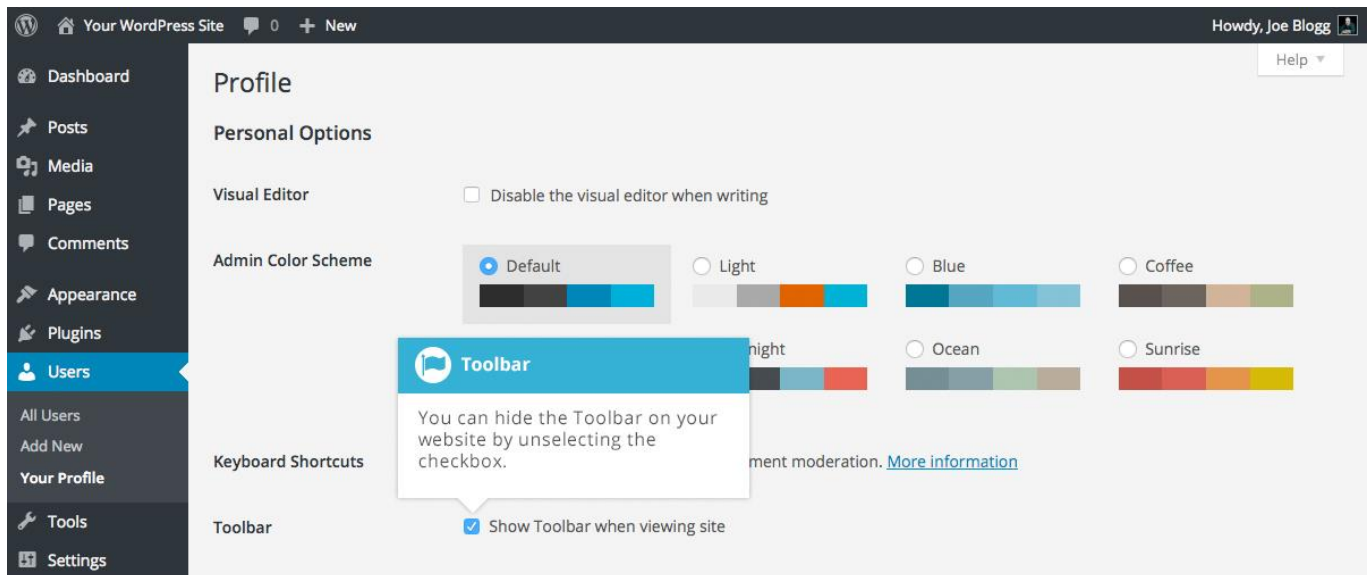 Your WordPress Site 0 + New Howdy, Joe Blogg
Help
Dashboard
Posts
Media
Pages
Comments
Appearance
Plugins
Users
All Users
Add New
Your Profile
Tools
Settings
Profile
Personal Options
Visual Editor Disable the visual editor when writing
Admin Color Scheme Default Light Blue Coffee
night Ocean Sunrise
Toolbar
You can hide the Toolbar on your
website by unselecting the
checkbox.
Keyboard Shortcuts ment moderation. More information
Toolbar Show Toolbar when viewing site